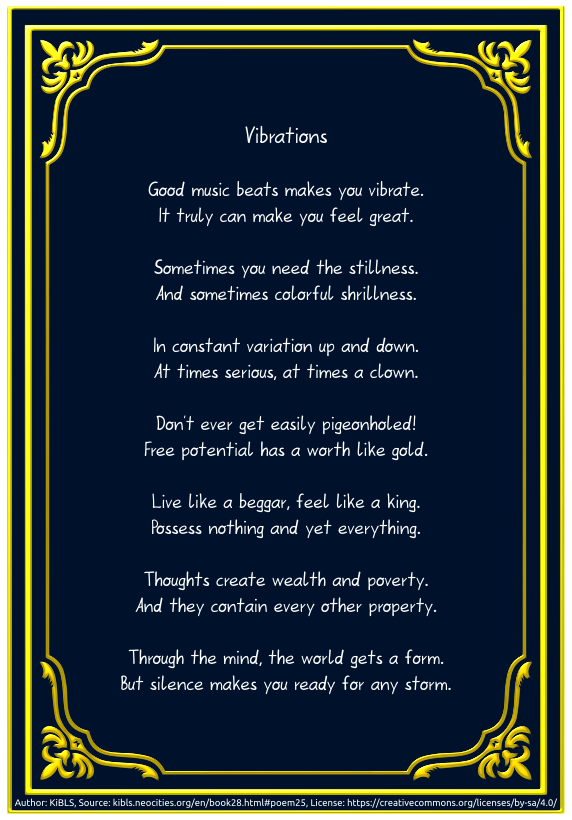 Vibrations
Good music beats makes you vibrate.
It truly can make you feel great.
Sometimes you need the stillness.
And sometimes colorful shrillness.
In constant variation up and down.
At times serious, at times a clown.
Don't ever get easily pigeonholed!
Free potential has a worth like gold.
Live like a beggar, feel like a king.
Possess nothing and yet everything.
Thoughts create wealth and poverty.
And they contain every other property.
Through the mind, the world gets a form.
But silence makes you ready for any storm.
Author: KiBLS, Source: kibls.neocities.org/en/book28.html#poem25, License: https://creativecommons.org/licenses/by-sa/4.0/